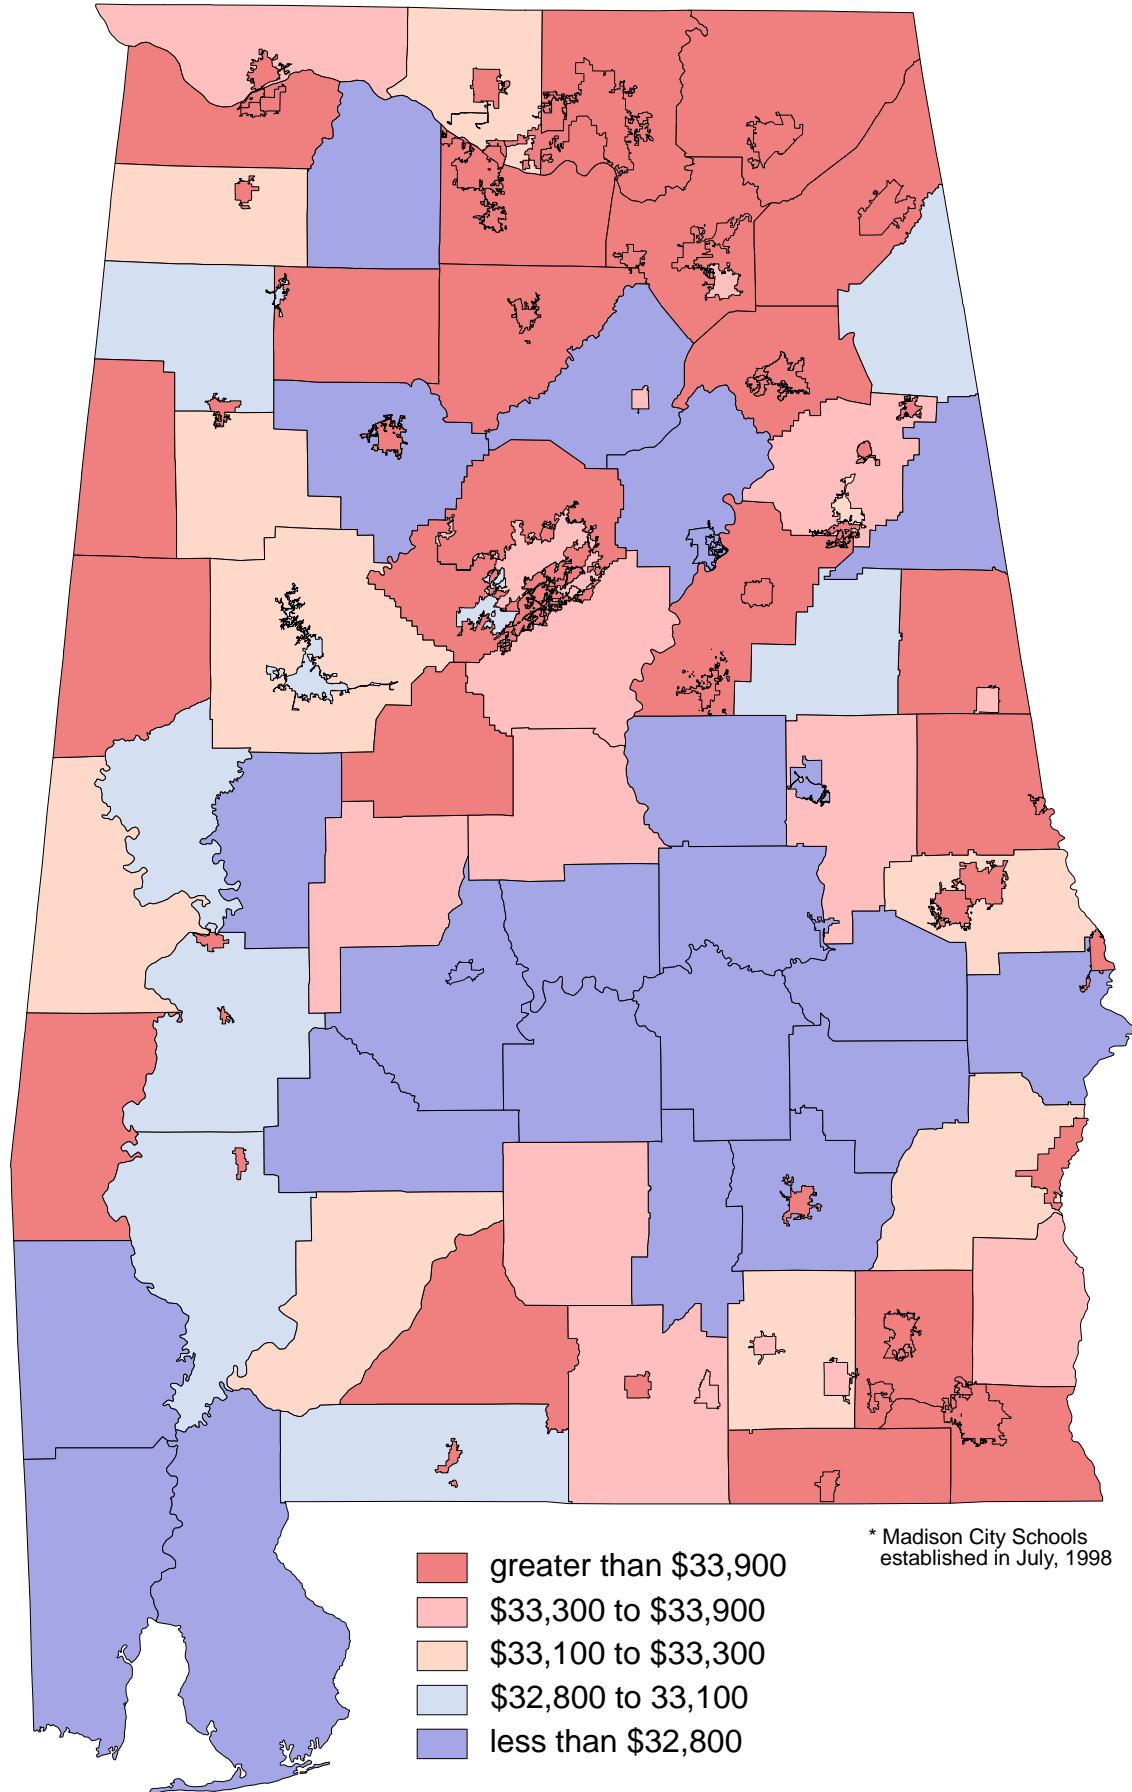 * Madison City Schools
established in July, 1998
greater than $33,900
$33,300 to $33,900
$33,100 to $33,300
$32,800 to 33,100
less than $32,800